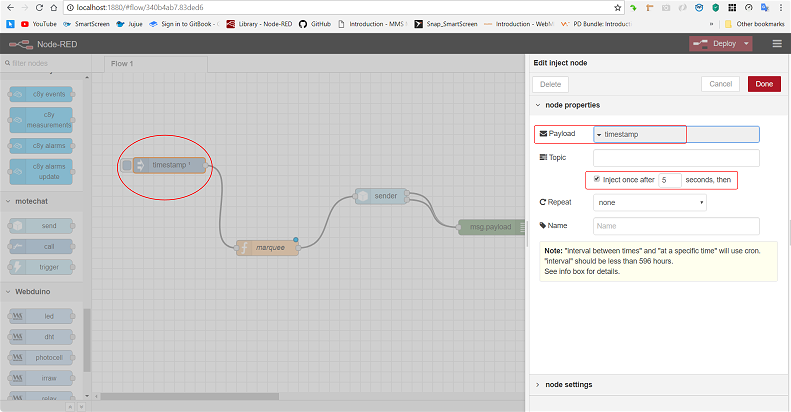 localhost:1880/#flow/340b4ab7.83ded6
YouTube
SmartScreen
Jujue
Sign in to GitBook - G
Library - Node-RED
GitHub
Introduction - MMS
Snap_SmartScreen
Introduction - WebM
PD Bundle: Introduct
»
Other bookmarks
Node-RED
Deploy
filter nodes
Flow 1
Edit inject node
Delete
Cancel
Done
c8y events
c8y
measurements
c8y alarms
c8y alarms
update
motechat
send
call
trigger
Webduino
led
dht
photocell
irraw
relay
timestamp *
marquee
sender
msg.payload
node properties
Payload
timestamp
Topic
Inject once after 5 seconds, then
Repeat
none
Name
Name
Note: "interval between times" and "at a specific time" will use cron.
"interval" should be less than 596 hours.
See info box for details.
node settings